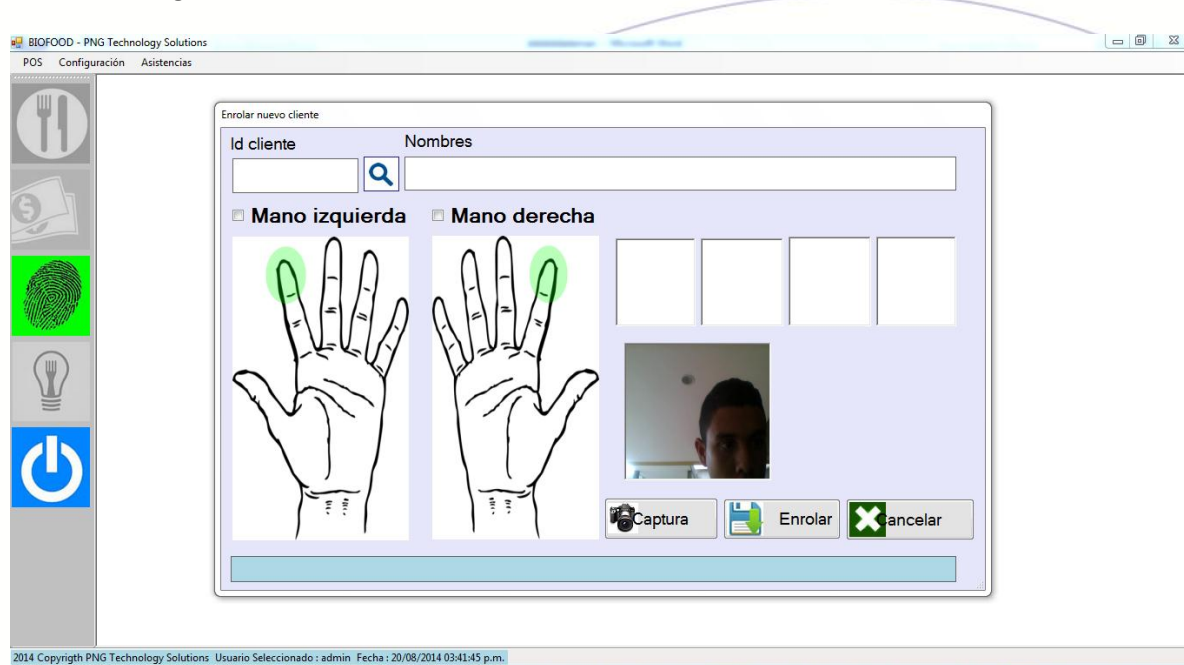 BIOFOOD - PNG Technology Solutions
POS Configuración Asistencias
Enrolar nuevo cliente
Id cliente Nombres
Mano izquierda Mano derecha
Captura Enrolar Cancelar
2014 Copyrigth PNG Technology Solutions Usuario Seleccionado : admin Fecha : 20/08/2014 03:41:45 p.m.